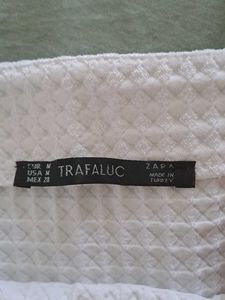 EUR M
USA M
MEX 28
TRAFALUC
ZARA
MADE IN
TURKEY